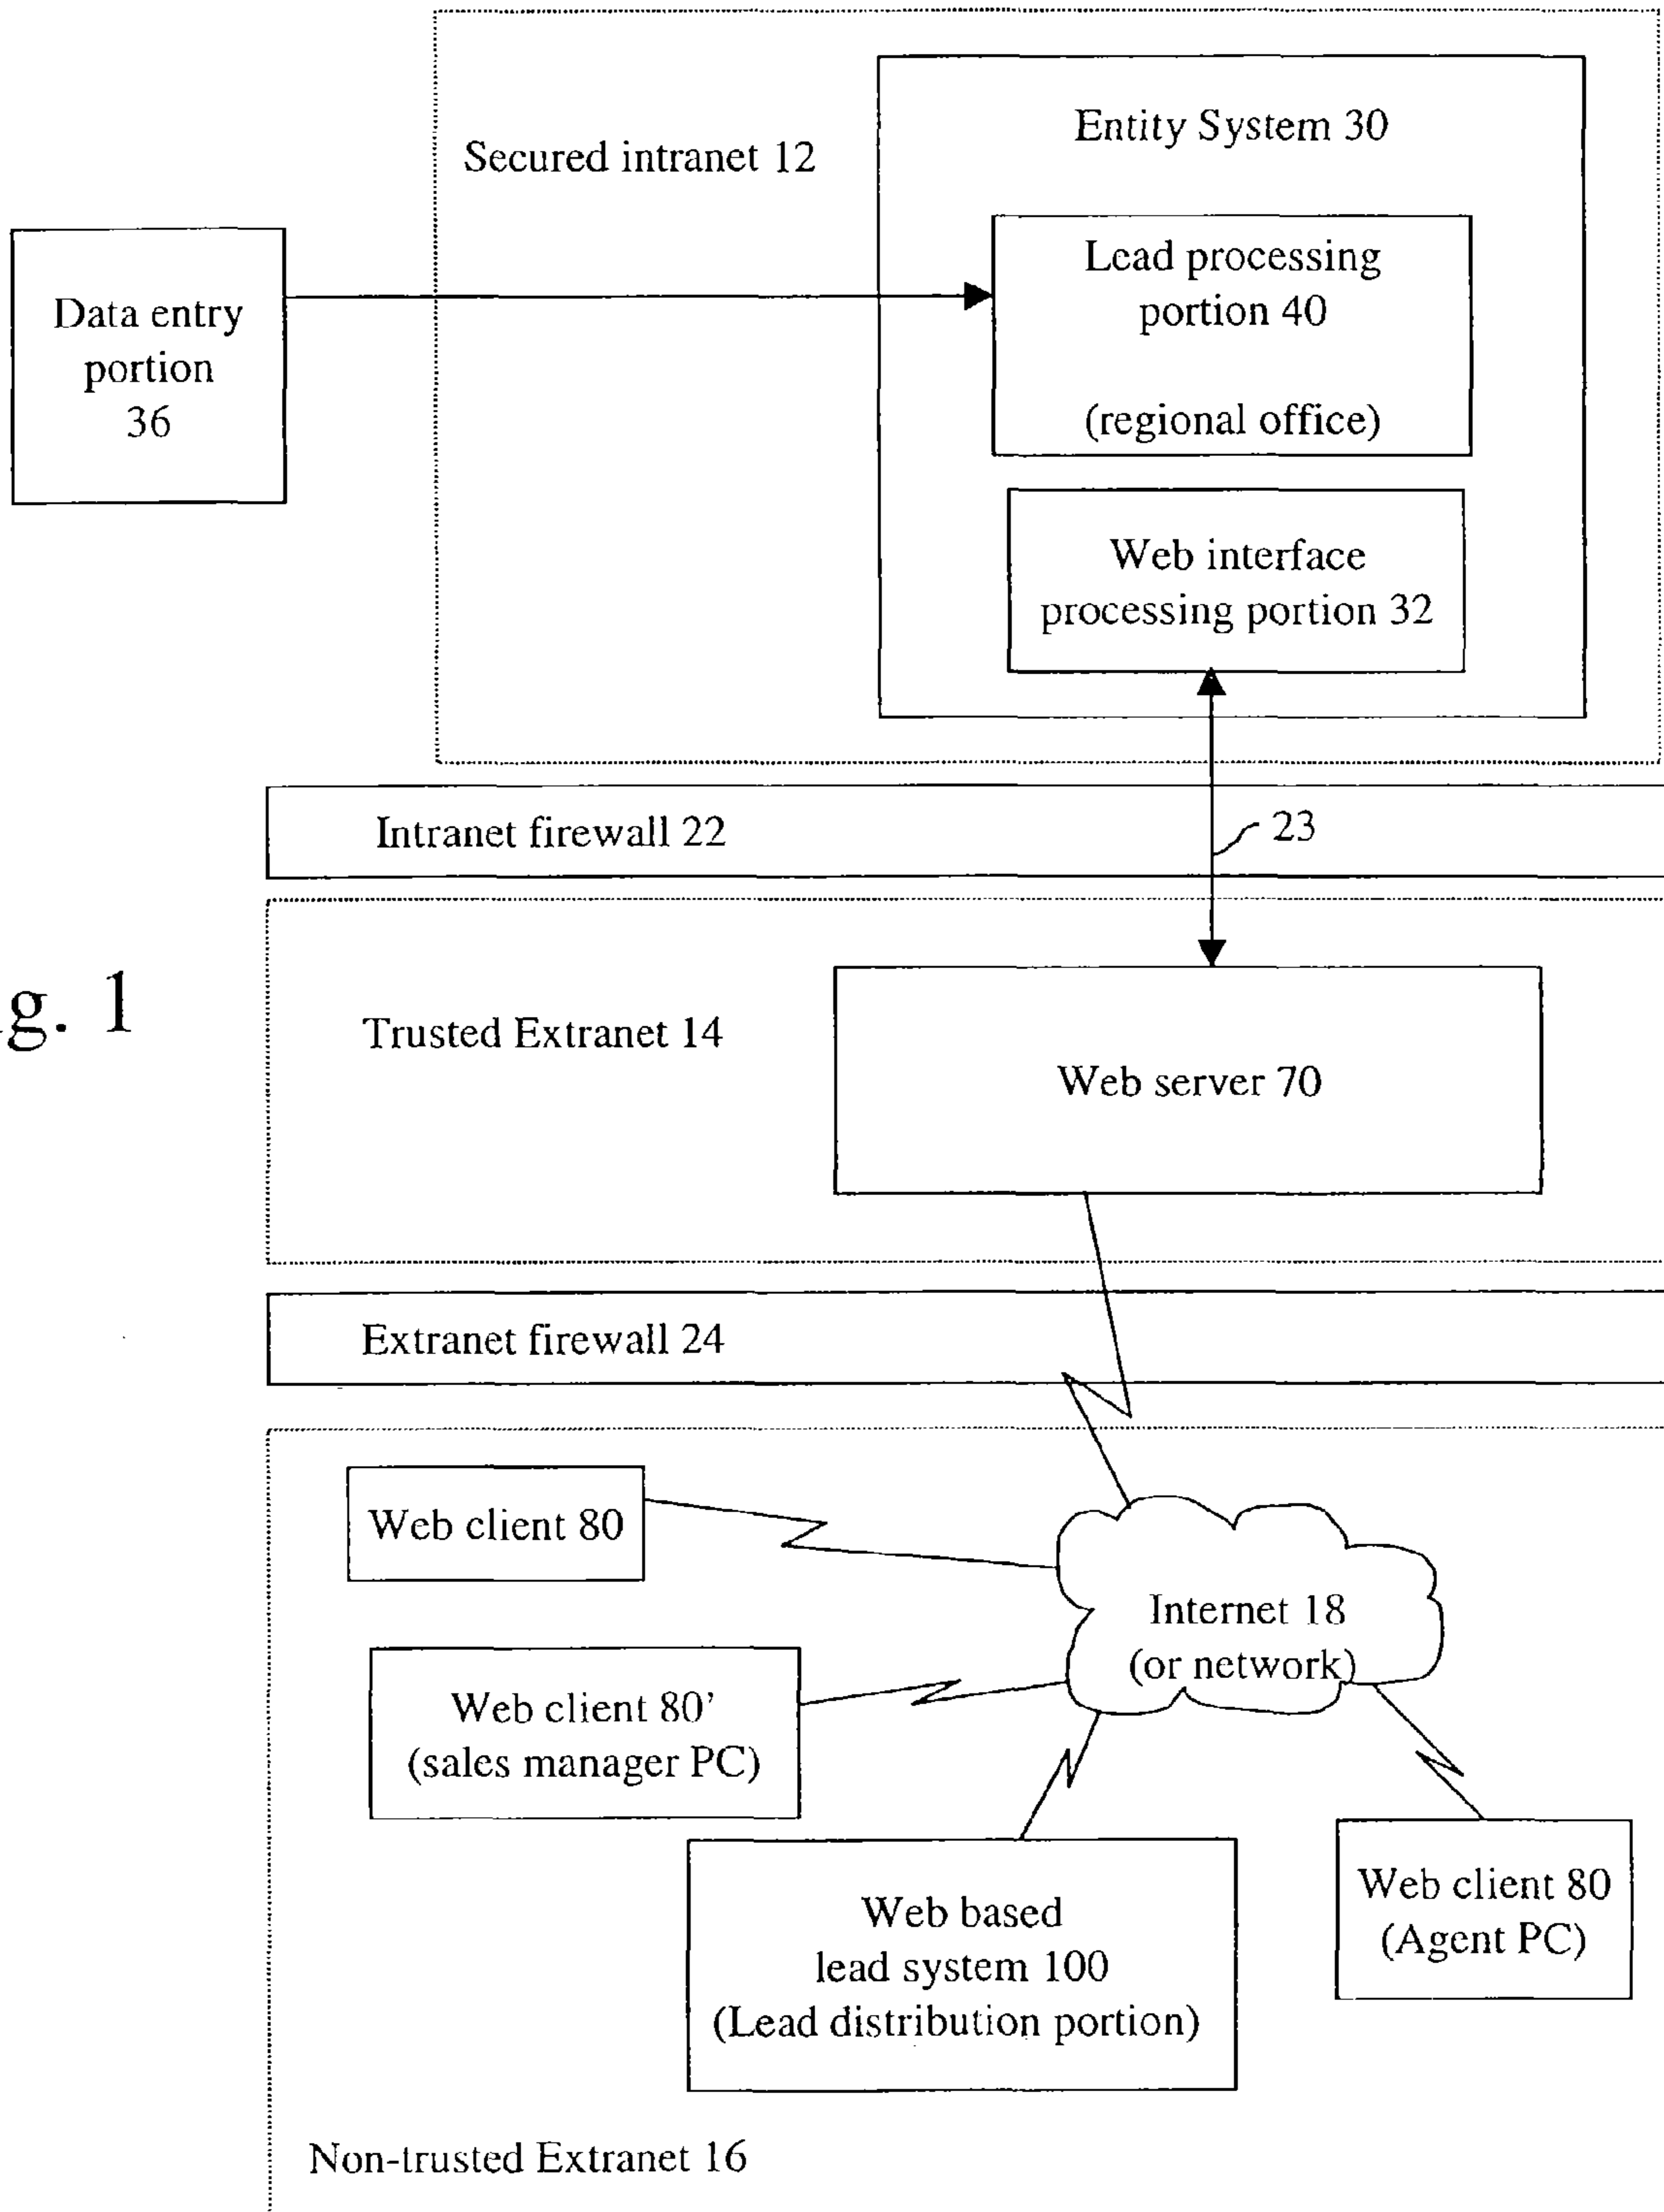 Entity System 30
Secured intranet 12
Lead processing
portion 40
(regional office)
Data entry
portion
36
Web interface
processing portion 32
Intranet firewall 22
23
g. 1
Trusted Extranet 14
Web server 70
Extranet firewall 24
Web client 80
Internet 18
(or network)
Web client 80'
(sales manager PC)
Web based
lead system 100
(Lead distribution portion)
Web client 80
(Agent PC)
Non-trusted Extranet 16